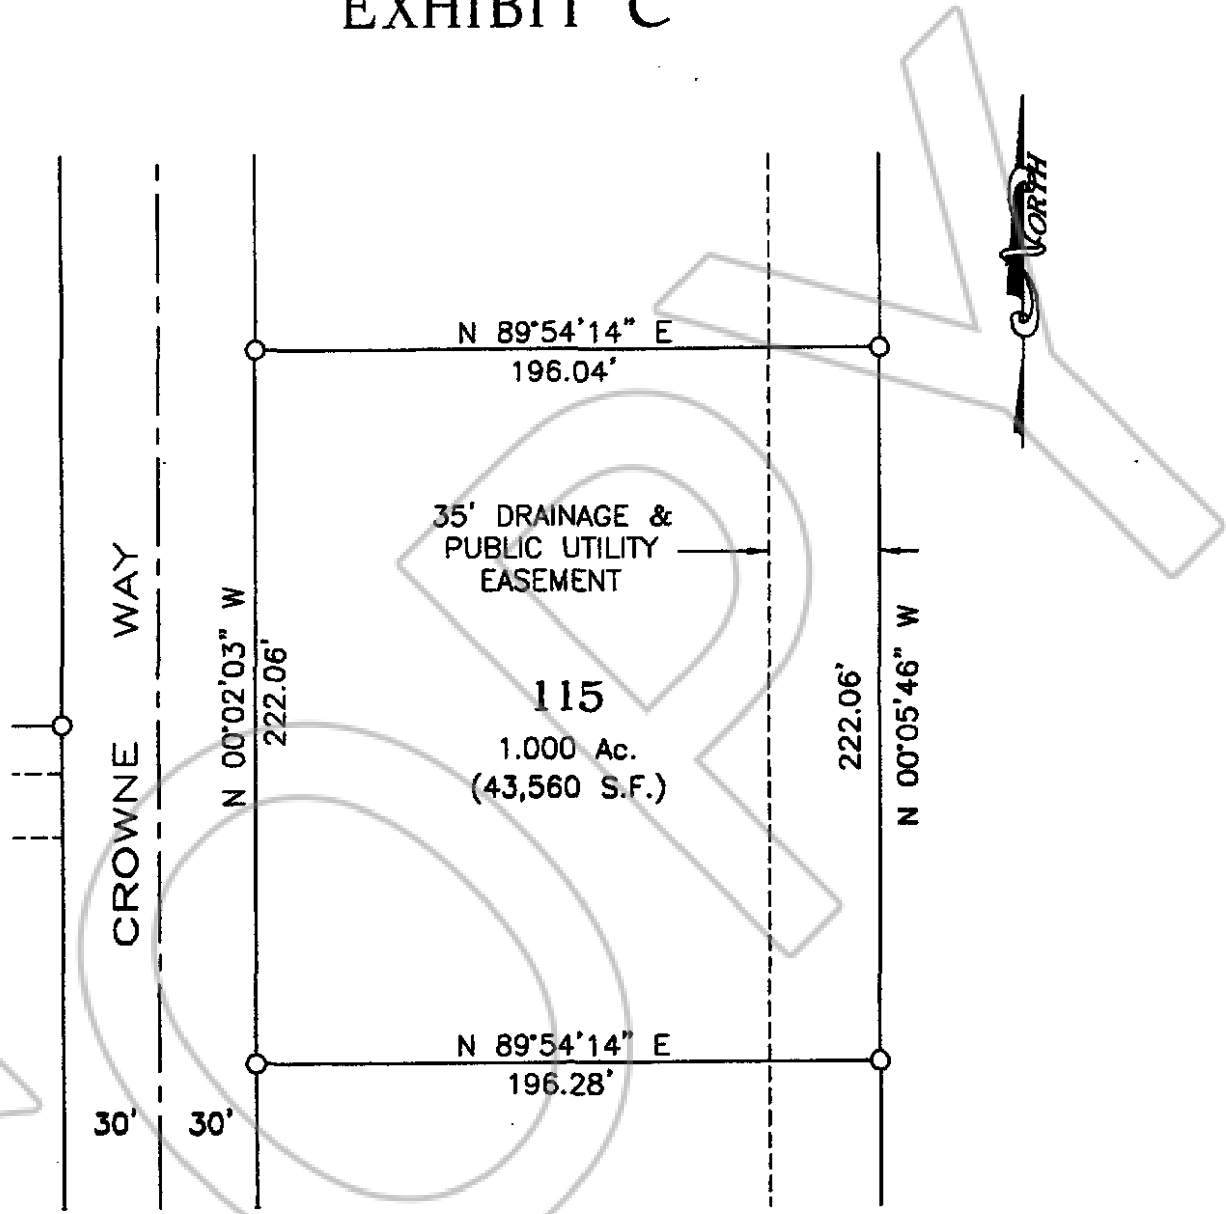 EXHIBIT C
NORTH
N 89°54'14" E
196.04'
35' DRAINAGE &
PUBLIC UTILITY
EASEMENT
CROWNE WAY
N 00°02'03" W
222.06'
115
1.000 Ac.
(43,560 S.F.)
222.06'
N 00°05'46" W
N 89°54'14" E
196.28'
30'
30'
OPY